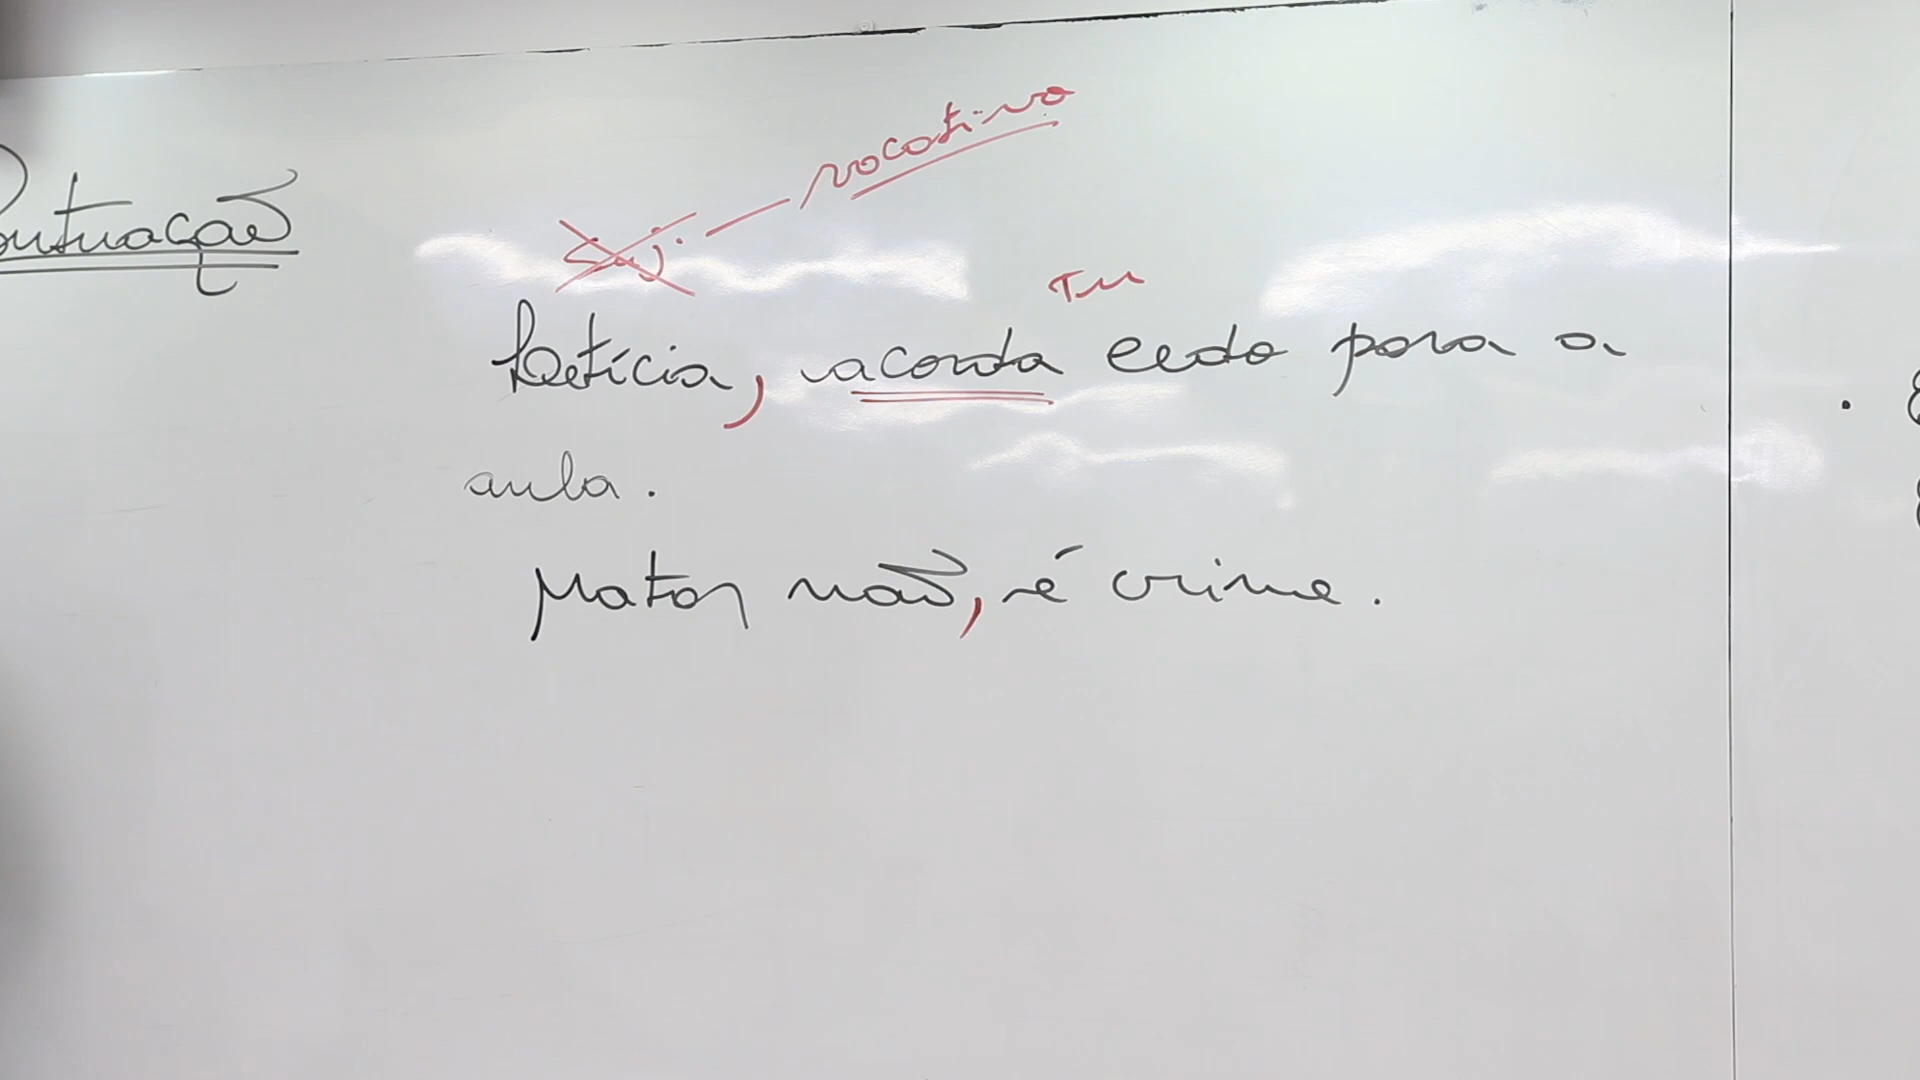 Pontuação
vocativo
Suj.
Tu
Letícia, acorda cedo para a
aula.
Matar não, é crime.